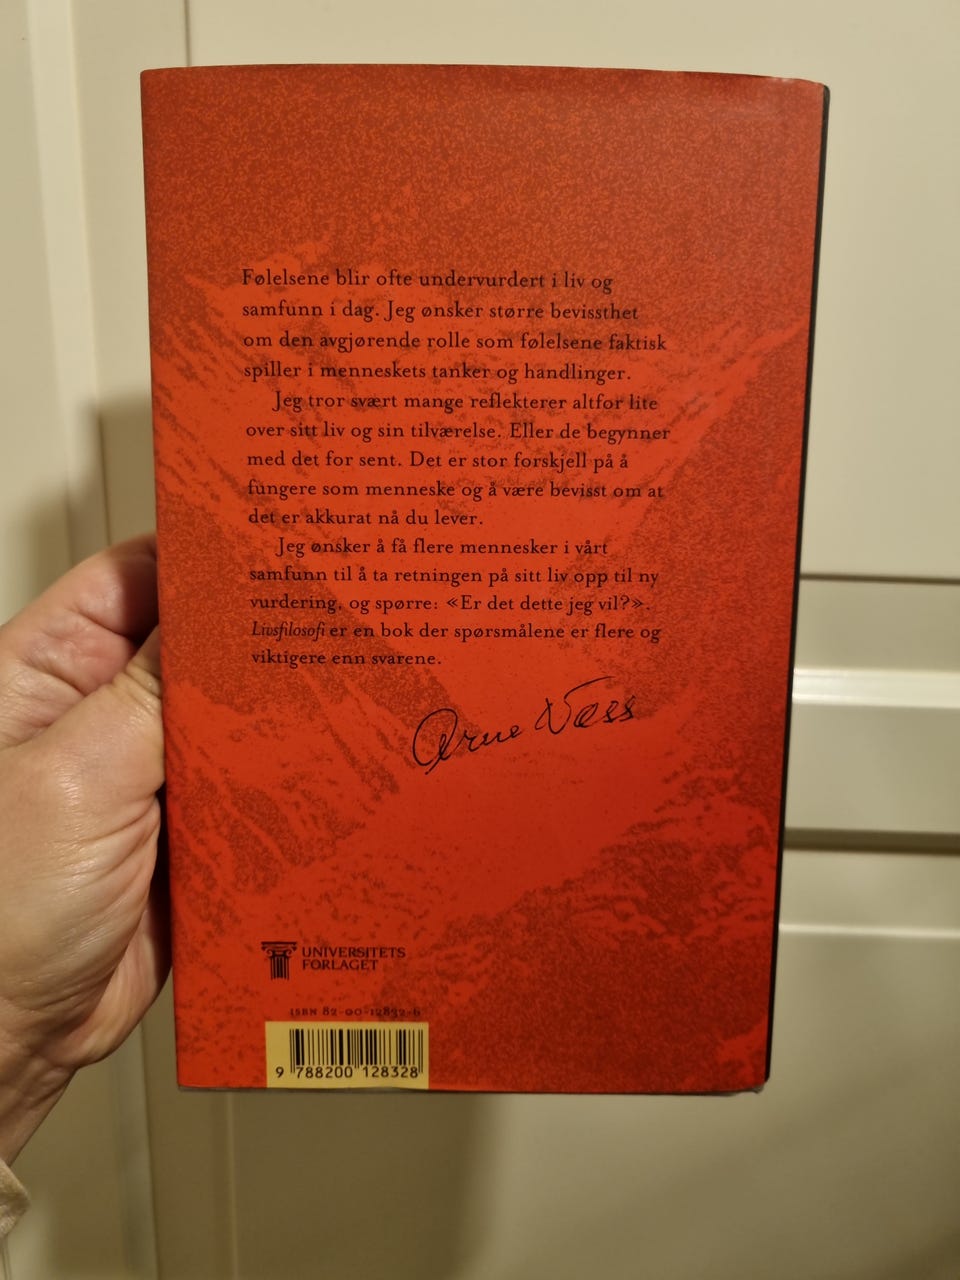 Følelsene blir ofte undervurdert i liv og
samfunn i dag. Jeg ønsker større bevissthet
om den avgjørende rolle som følelsene faktisk
spiller i menneskets tanker og handlinger.
Jeg tror svært mange reflekterer altfor lite
over sitt liv og sin tilværelse. Eller de begynner
med det for sent. Det er stor forskjell på å
fungere som menneske og å være bevisst om at
det er akkurat nå du lever.
Jeg ønsker å få flere mennesker i vårt
samfunn til å ta retningen på sitt liv opp til ny
vurdering, og spørre: «Er det dette jeg vil?».
Livsfilosofi er en bok der spørsmålene er flere og
viktigere enn svarene.
Arne Næss
UNIVERSITETS
FORLAGET
ISBN 82-00-12832-6
9 788200 128328